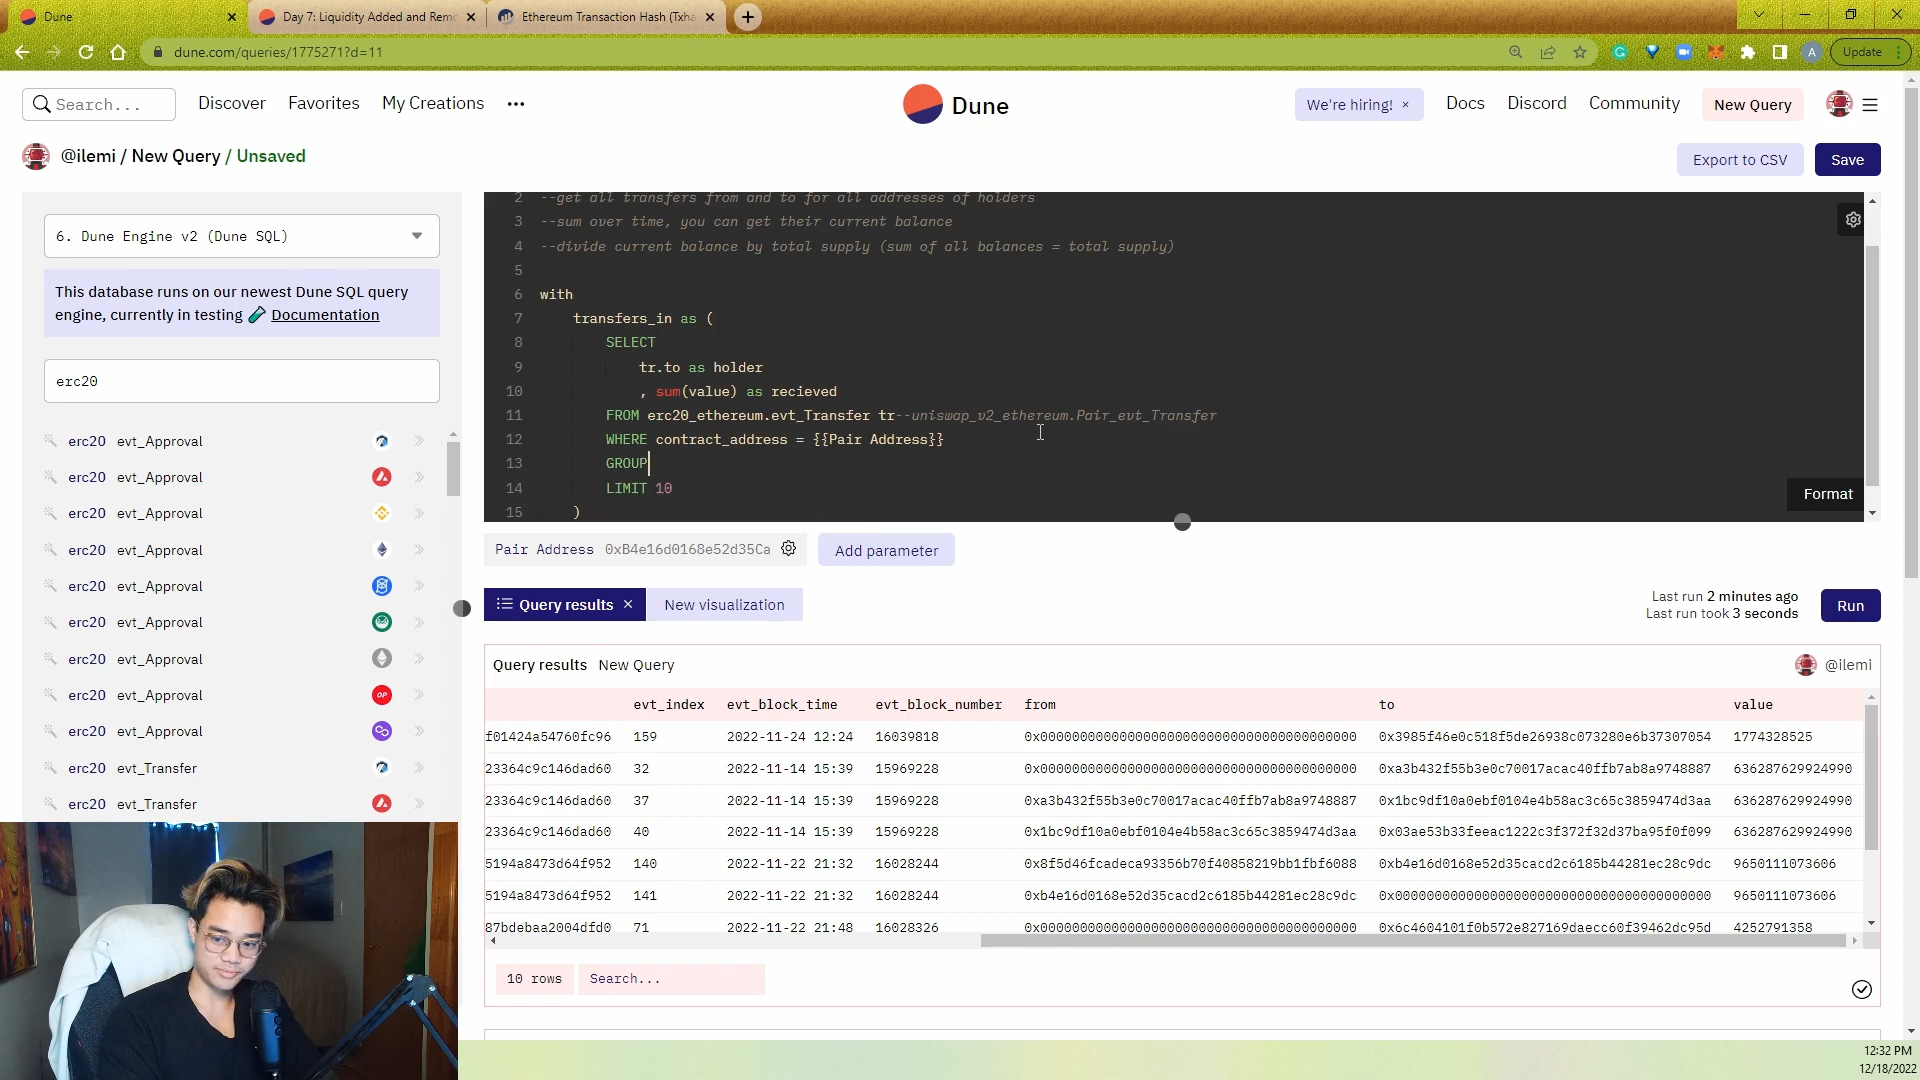 Dune
Day 7: Liquidity Added and Remo
Ethereum Transaction Hash (Txha
dune.com/queries/1775271?d=11
A
Update
Search...
Discover
Favorites
My Creations
Dune
We're hiring! ×
Docs
Discord
Community
New Query
@ilemi / New Query / Unsaved
Export to CSV
Save
6. Dune Engine v2 (Dune SQL)
This database runs on our newest Dune SQL query
engine, currently in testing Documentation
erc20
erc20 evt_Approval
erc20 evt_Approval
erc20 evt_Approval
erc20 evt_Approval
erc20 evt_Approval
erc20 evt_Approval
erc20 evt_Approval
erc20 evt_Approval
OP
erc20 evt_Approval
erc20 evt_Transfer
erc20 evt_Transfer
2 --get all transfers from and to for all addresses of holders
3 --sum over time, you can get their current balance
4 --divide current balance by total supply (sum of all balances = total supply)
5
6 with
7 transfers_in as (
8 SELECT
9 tr.to as holder
10 , sum(value) as recieved
11 FROM erc20_ethereum.evt_Transfer tr--uniswap_v2_ethereum.Pair_evt_Transfer
12 WHERE contract_address = {{Pair Address}}
13 GROUP
14 LIMIT 10
15 )
Format
Pair Address 0xB4e16d0168e52d35Ca
Add parameter
Query results ×
New visualization
Last run 2 minutes ago
Last run took 3 seconds
Run
Query results New Query
@ilemi
evt_index evt_block_time evt_block_number from to value
f01424a54760fc96 159 2022-11-24 12:24 16039818 0x0000000000000000000000000000000000000000 0x3985f46e0c518f5de26938c073280e6b37307054 1774328525
23364c9c146dad60 32 2022-11-14 15:39 15969228 0x0000000000000000000000000000000000000000 0xa3b432f55b3e0c70017acac40ffb7ab8a9748887 636287629924990
23364c9c146dad60 37 2022-11-14 15:39 15969228 0xa3b432f55b3e0c70017acac40ffb7ab8a9748887 0x1bc9df10a0ebf0104e4b58ac3c65c3859474d3aa 636287629924990
23364c9c146dad60 40 2022-11-14 15:39 15969228 0x1bc9df10a0ebf0104e4b58ac3c65c3859474d3aa 0x03ae53b33feeac1222c3f372f32d37ba95f0f099 636287629924990
5194a8473d64f952 140 2022-11-22 21:32 16028244 0x8f5d46fcadeca93356b70f40858219bb1fbf6088 0xb4e16d0168e52d35cacd2c6185b44281ec28c9dc 9650111073606
5194a8473d64f952 141 2022-11-22 21:32 16028244 0xb4e16d0168e52d35cacd2c6185b44281ec28c9dc 0x0000000000000000000000000000000000000000 9650111073606
87bdebaa2004dfd0 71 2022-11-22 21:48 16028326 0x0000000000000000000000000000000000000000 0x6c4604101f0b572e827169daecc60f39462dc95d 4252791358
10 rows
Search...
12:32 PM
12/18/2022